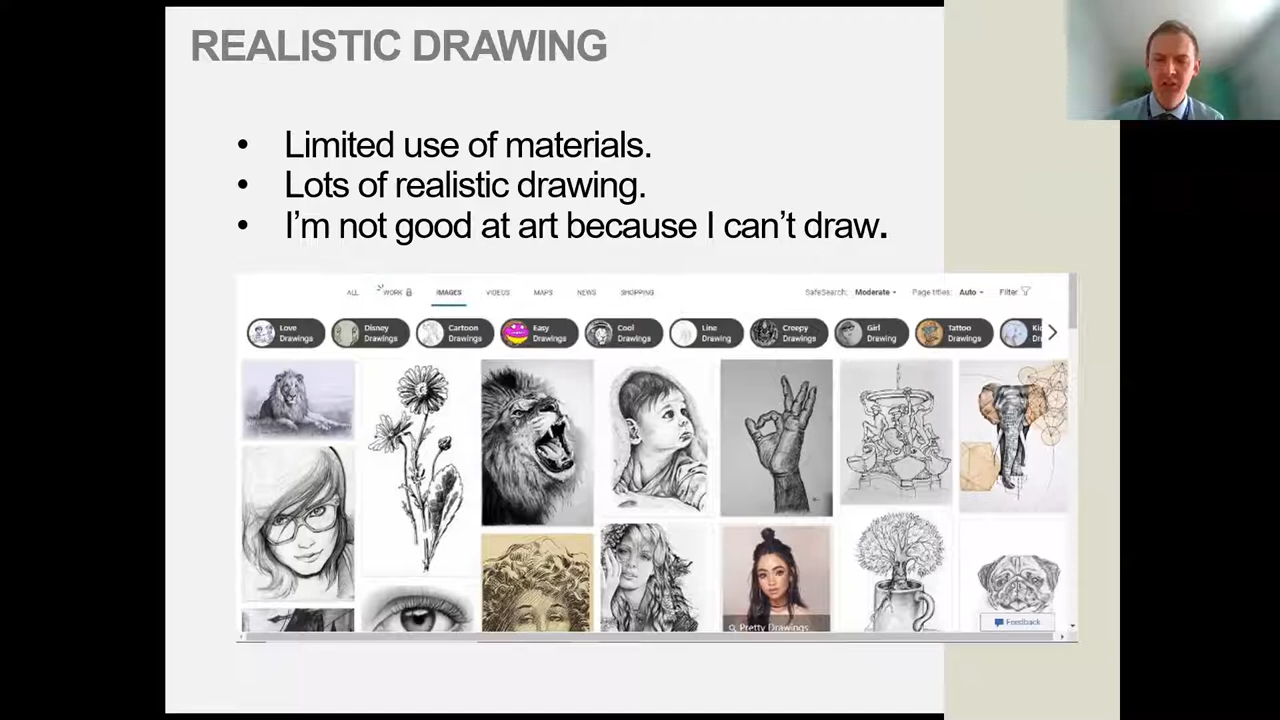 REALISTIC DRAWING
• Limited use of materials.
• Lots of realistic drawing.
• I'm not good at art because I can't draw.
ALL WORK IMAGES VIDEOS MAPS NEWS SHOPPING SafeSearch: Moderate Page titles: Auto Filter
Love Drawings
Disney Drawings
Cartoon Drawings
Easy Drawings
Cool Drawings
Line Drawing
Creepy Drawings
Girl Drawing
Tattoo Drawings
Pretty Drawings
Feedback